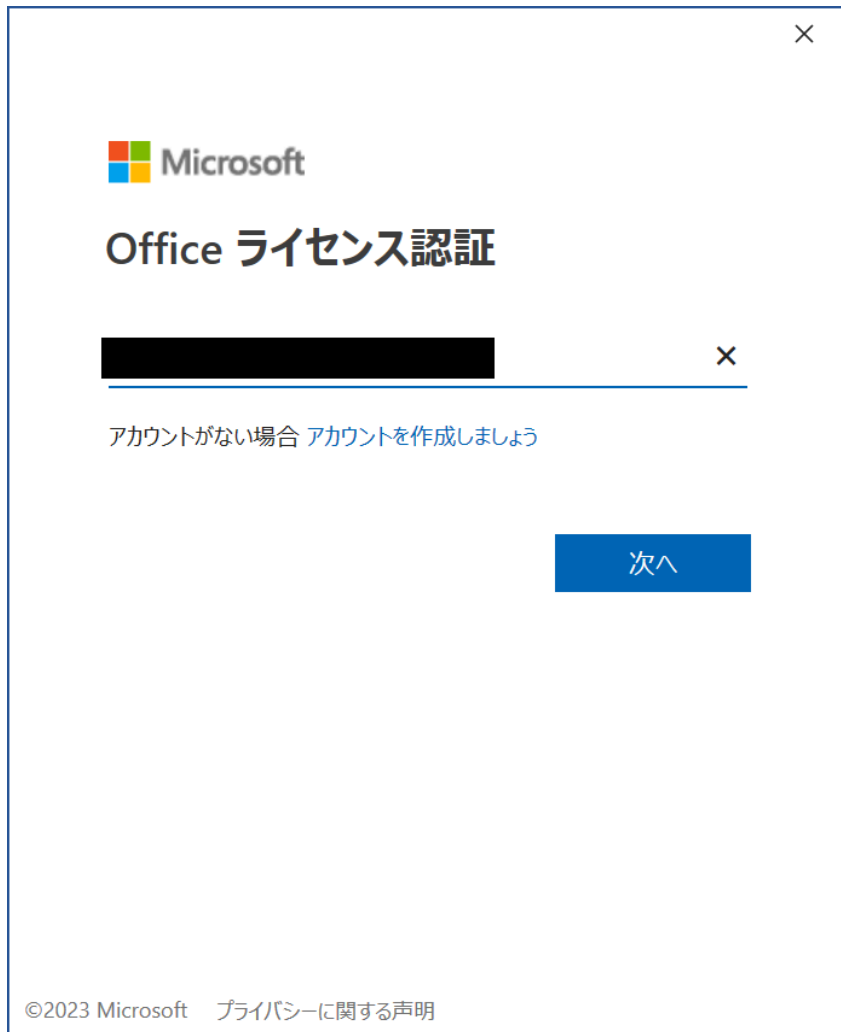 Microsoft
Office ライセンス認証
アカウントがない場合 アカウントを作成しましょう
次へ
©2023 Microsoft プライバシーに関する声明